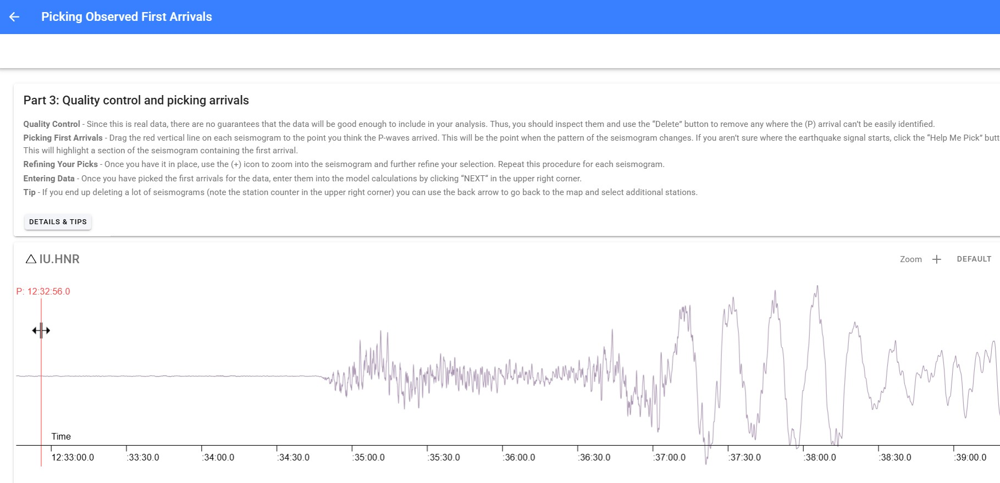 Picking Observed First Arrivals
Part 3: Quality control and picking arrivals
Quality Control - Since this is real data, there are no guarantees that the data will be good enough to include in your analysis. Thus, you should inspect them and use the “Delete” button to remove any where the (P) arrival can’t be easily identified.
Picking First Arrivals - Drag the red vertical line on each seismogram to the point you think the P-waves arrived. This will be the point when the pattern of the seismogram changes. If you aren’t sure where the earthquake signal starts, click the “Help Me Pick” butt
This will highlight a section of the seismogram containing the first arrival.
Refining Your Picks - Once you have it in place, use the (+) icon to zoom into the seismogram and further refine your selection. Repeat this procedure for each seismogram.
Entering Data - Once you have picked the first arrivals for the data, enter them into the model calculations by clicking “NEXT“ in the upper right corner.
Tip - If you end up deleting a lot of seismograms (note the station counter in the upper right corner) you can use the back arrow to go back to the map and select additional stations.
DETAILS & TIPS
IU.HNR
Zoom + DEFAULT
P: 12:32:56.0
Time
12:33:00.0 :33:30.0 :34:00.0 :34:30.0 :35:00.0 :35:30.0 :36:00.0 :36:30.0 :37:00.0 :37:30.0 :38:00.0 :38:30.0 :39:00.0